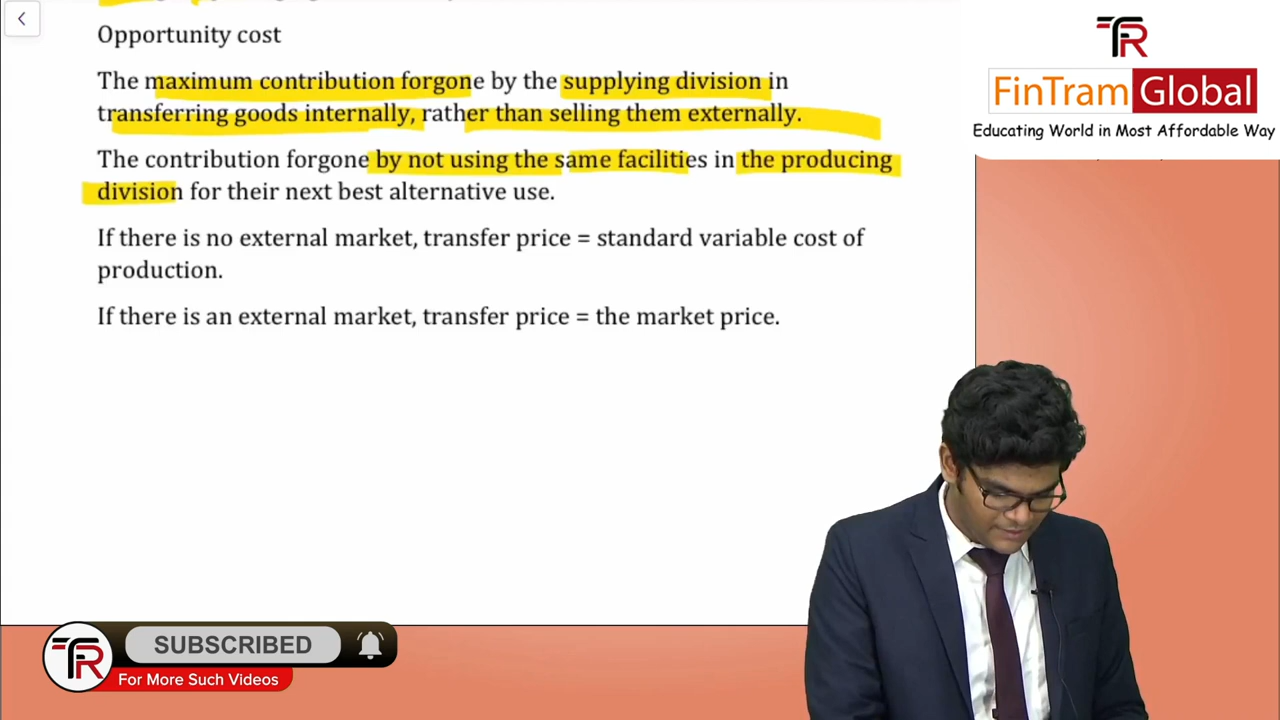 Opportunity cost
The maximum contribution forgone by the supplying division in
transferring goods internally, rather than selling them externally.
The contribution forgone by not using the same facilities in the producing
division for their next best alternative use.
If there is no external market, transfer price = standard variable cost of
production.
If there is an external market, transfer price = the market price.
TR
FinTram Global
Educating World in Most Affordable Way
TR
SUBSCRIBED
For More Such Videos